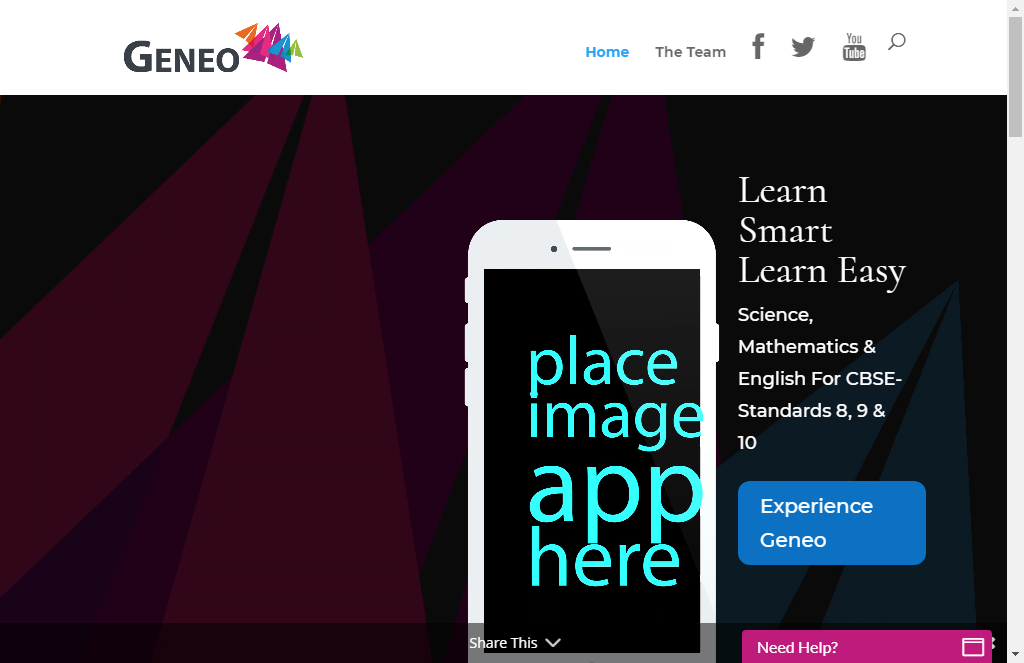 GENEO
Home
The Team
You
Tube
Learn
Smart
Learn Easy
Science,
Mathematics &
English For CBSE-
Standards 8, 9 &
10
Experience
Geneo
place
image
app
here
Share This
Need Help?